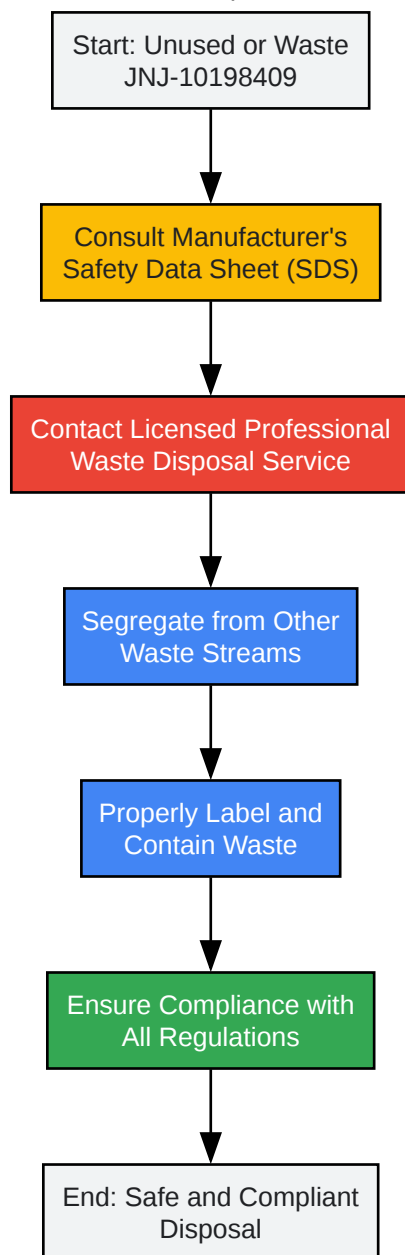 Start: Unused or Waste
JNJ-10198409
Consult Manufacturer's
Safety Data Sheet (SDS)
Contact Licensed Professional
Waste Disposal Service
Segregate from Other
Waste Streams
Properly Label and
Contain Waste
Ensure Compliance with
All Regulations
End: Safe and Compliant
Disposal